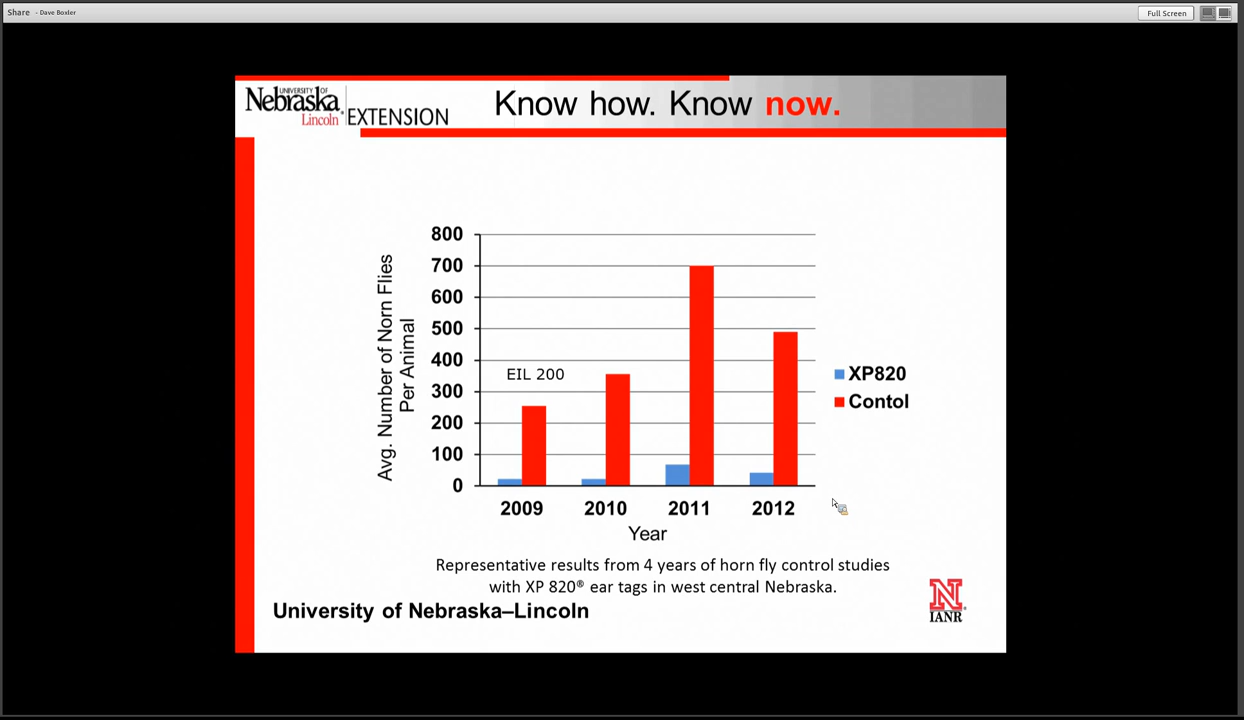 Share - Dave Boxler
Full Screen
UNIVERSITY OF
Nebraska
Lincoln
EXTENSION
Know how. Know now.
800
700
600
500
400
300
200
100
0
Avg. Number of Norn Flies
Per Animal
EIL 200
XP820
Contol
2009 2010 2011 2012
Year
Representative results from 4 years of horn fly control studies
with XP 820® ear tags in west central Nebraska.
University of Nebraska–Lincoln
N
IANR